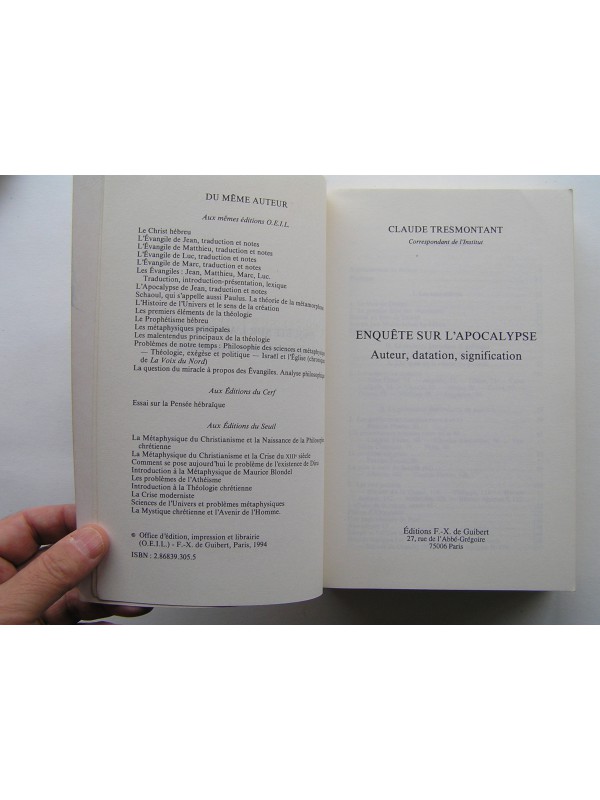 DU MÊME AUTEUR
Aux mêmes éditions O.E.I.L.
Le Christ hébreu
L'Évangile de Jean, traduction et notes
L'Évangile de Matthieu, traduction et notes
L'Évangile de Luc, traduction et notes
L'Évangile de Marc, traduction et notes
Les Évangiles : Jean, Matthieu, Marc, Luc.
Traduction, introduction-présentation, lexique
L'Apocalypse de Jean, traduction et notes
Schaoul, qui s'appelle aussi Paulus. La théorie de la métamorphose
L'Histoire de l'Univers et le sens de la création
Les premiers éléments de la théologie
Le Prophétisme hébreu
Les métaphysiques principales
Les malentendus principaux de la théologie
Problèmes de notre temps : Philosophie des sciences et métaphysique
— Théologie, exégèse et politique — Israël et l'Église (chroniques
de La Voix du Nord)
La question du miracle à propos des Évangiles. Analyse philosophique
Aux Éditions du Cerf
Essai sur la Pensée hébraïque
Aux Éditions du Seuil
La Métaphysique du Christianisme et la Naissance de la Philosophie
chrétienne
La Métaphysique du Christianisme et la Crise du XIIIe siècle
Comment se pose aujourd'hui le problème de l'existence de Dieu
Introduction à la Métaphysique de Maurice Blondel
Les problèmes de l'Athéisme
Introduction à la Théologie chrétienne
La Crise moderniste
Sciences de l'Univers et problèmes métaphysiques
La Mystique chrétienne et l'Avenir de l'Homme.
© Office d'édition, impression et librairie
(O.E.I.L.) - F.-X. de Guibert, Paris, 1994
ISBN : 2.86839.305.5
CLAUDE TRESMONTANT
Correspondant de l'Institut
ENQUÊTE SUR L'APOCALYPSE
Auteur, datation, signification
Éditions F.-X. de Guibert
27, rue de l'Abbé-Grégoire
75006 Paris